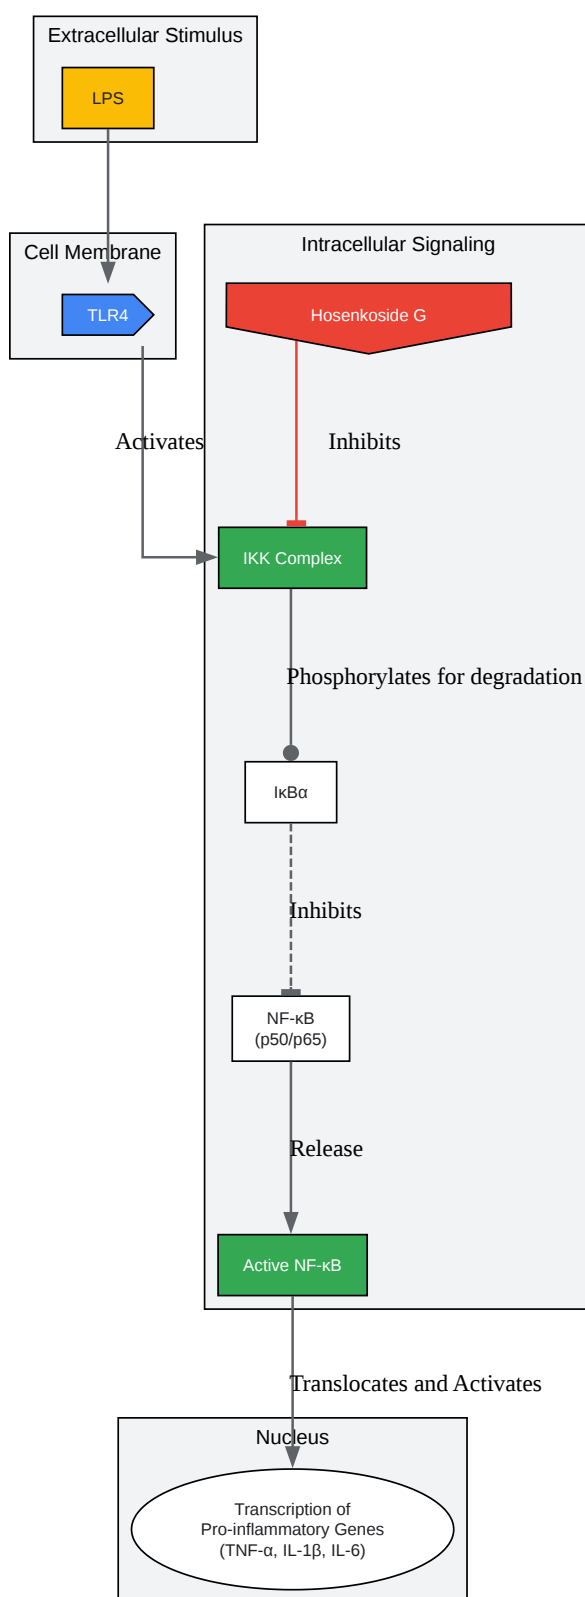 Extracellular Stimulus
LPS
Cell Membrane
TLR4
Intracellular Signaling
Hosenkoside G
Activates
Inhibits
IKK Complex
Phosphorylates for degradation
IκBα
Inhibits
NF-κB
(p50/p65)
Release
Active NF-κB
Translocates and Activates
Nucleus
Transcription of
Pro-inflammatory Genes
(TNF-α, IL-1β, IL-6)